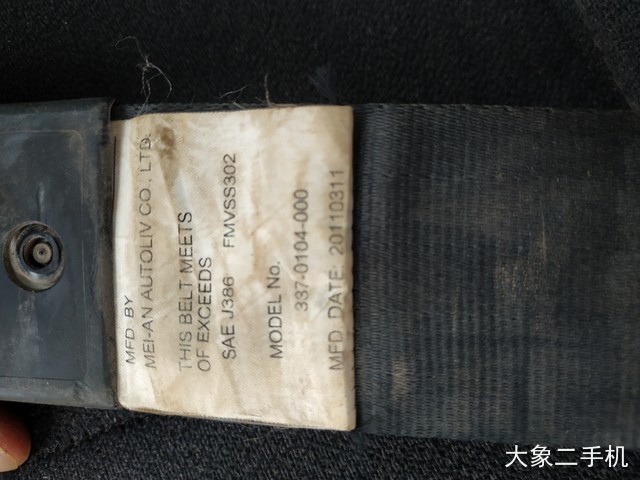 MFD BY
MEI-AN AUTOLIV CO., LTD.
THIS BELT MEETS
OF EXCEEDS
SAE J386 FMVSS302
MODEL No.
337-0104-000
MFD DATE: 20110311
大象二手机